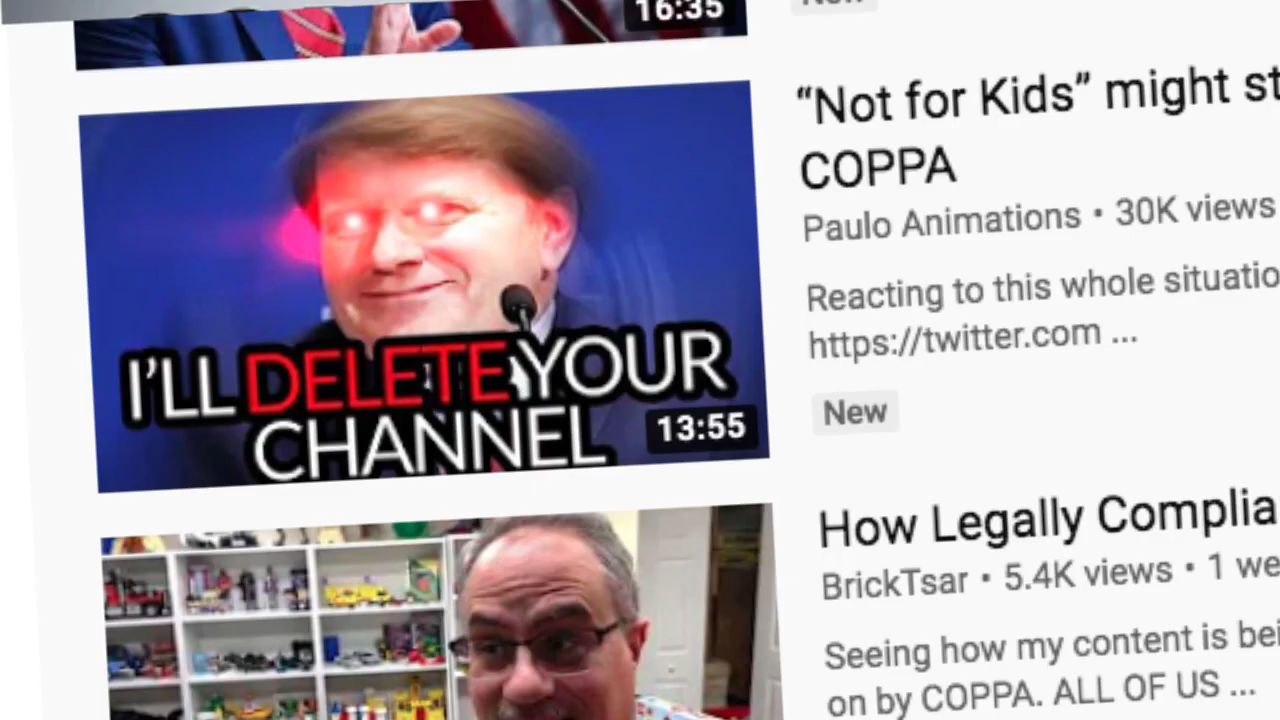 16:35
New
“Not for Kids” might st
COPPA
Paulo Animations • 30K views
Reacting to this whole situatio
https://twitter.com ...
New
I'LL DELETE YOUR
CHANNEL
13:55
How Legally Complia
BrickTsar • 5.4K views • 1 we
Seeing how my content is bei
on by COPPA. ALL OF US ...